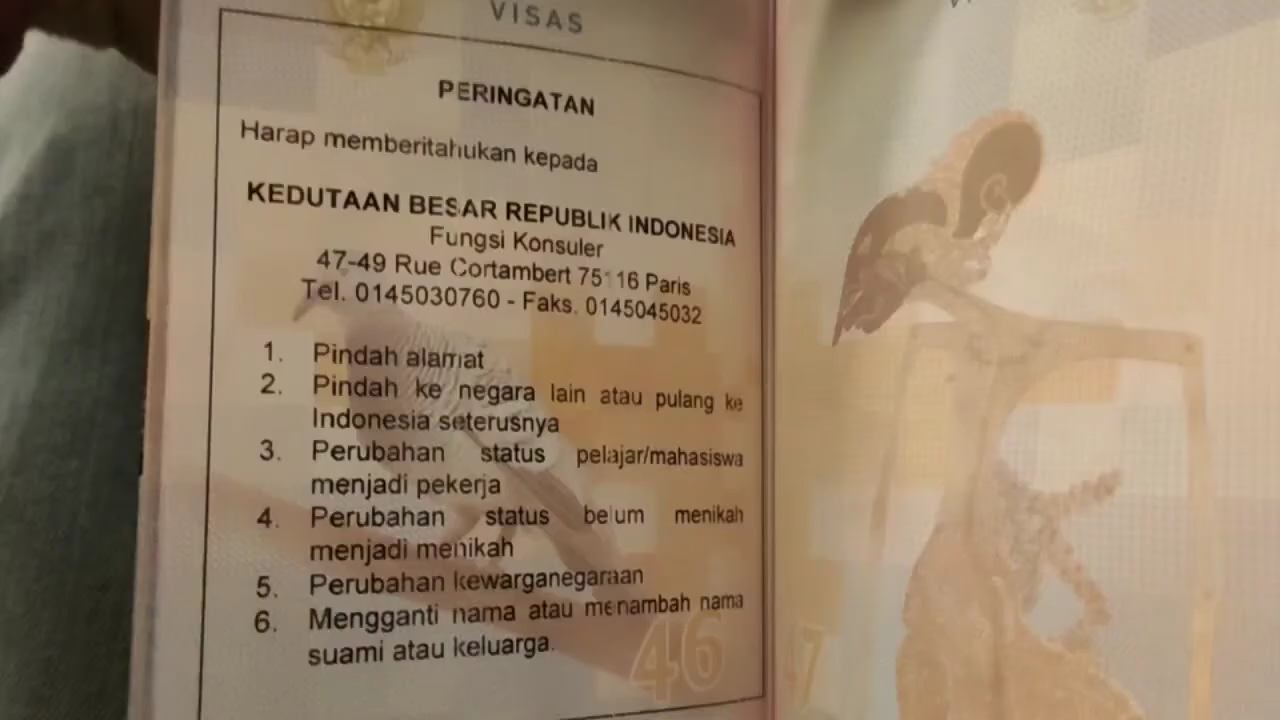 VISAS
PERINGATAN
Harap memberitahukan kepada
KEDUTAAN BESAR REPUBLIK INDONESIA
Fungsi Konsuler
47-49 Rue Cortambert 75116 Paris
Tel. 0145030760 - Faks. 0145045032
1. Pindah alamat
2. Pindah ke negara lain atau pulang ke
Indonesia seterusnya
3. Perubahan status pelajar/mahasiswa
menjadi pekerja
4. Perubahan status belum menikah
menjadi menikah
5. Perubahan kewarganegaraan
6. Mengganti nama atau menambah nama
suami atau keluarga.
46